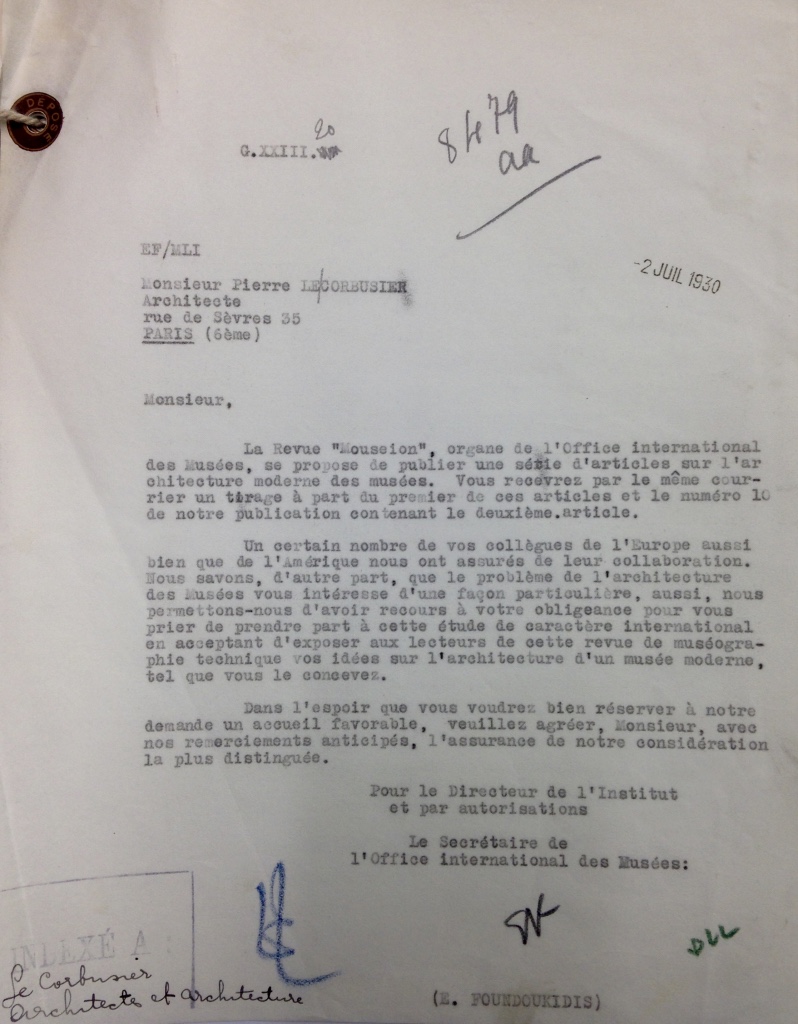 DEPOSE
20
G.XXIII.
8479
aa
EF/MLI
-2 JUIL 1930
Monsieur Pierre LECORBUSIER
Architecte
rue de Sèvres 35
PARIS (6ème)
Monsieur,
La Revue "Mouseion", organe de l'Office international
des Musées, se propose de publier une série d'articles sur l'ar
chitecture moderne des musées. Vous recevrez par le même cour-
rier un tirage à part du premier de ces articles et le numéro 10
de notre publication contenant le deuxième.article.
Un certain nombre de vos collègues de l'Europe aussi
bien que de l'Amérique nous ont assurés de leur collaboration.
Nous savons, d'autre part, que le problème de l'architecture
des Musées vous intéresse d'une façon particulière, aussi, nous
permettons-nous d'avoir recours à votre obligeance pour vous
prier de prendre part à cette étude de caractère international
en acceptant d'exposer aux lecteurs de cette revue de muséogra-
phie technique vos idées sur l'architecture d'un musée moderne,
tel que vous le concevez.
Dans l'espoir que vous voudrez bien réserver à notre
demande un accueil favorable, veuillez agréer, Monsieur, avec
nos remerciements anticipés, l'assurance de notre considération
la plus distinguée.
Pour le Directeur de l'Institut
et par autorisations
Le Secrétaire de
l'Office international des Musées:
INDEXÉ A :
Le Corbusier
Architecte et architecture
(E. FOUNDOUKIDIS)